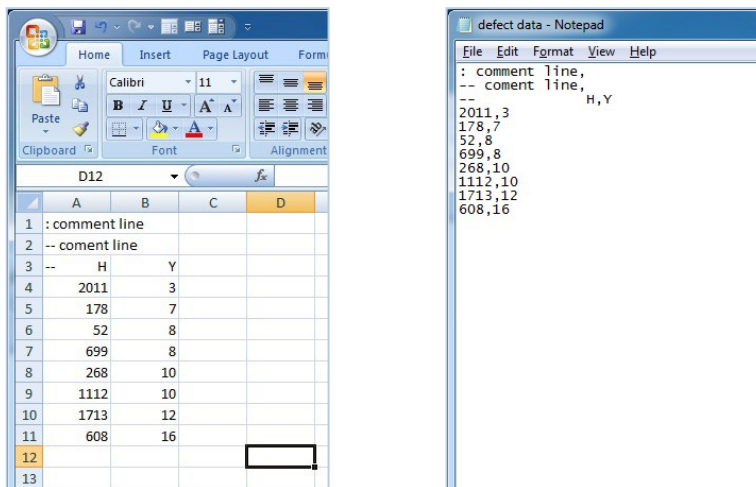 Home Insert Page Layout Form
Calibri 11
B I U A A
Paste
A
Clipboard Font Alignment
D12 fx
A B C D
1 : comment line
2 -- coment line
3 -- H Y
4 2011 3
5 178 7
6 52 8
7 699 8
8 268 10
9 1112 10
10 1713 12
11 608 16
12
13
defect data - Notepad
File Edit Format View Help
: comment line,
-- coment line,
-- H,Y
2011,3
178,7
52,8
699,8
268,10
1112,10
1713,12
608,16